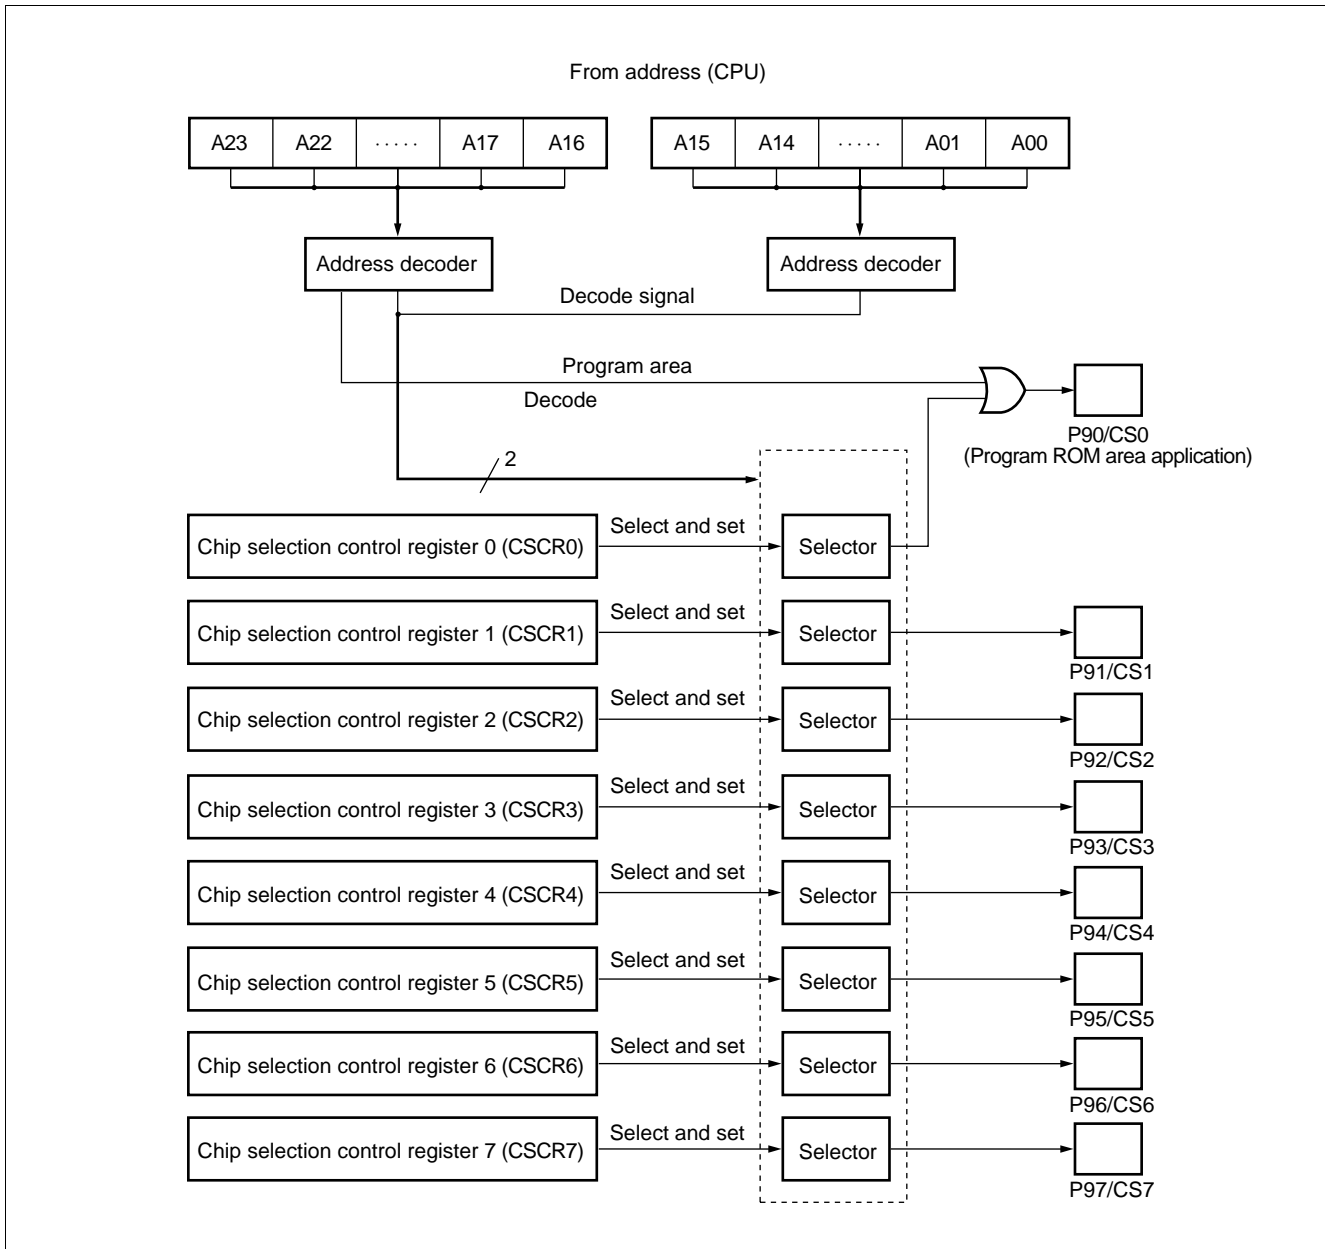 From address (CPU)
A23 A22 ····· A17 A16 A15 A14 ····· A01 A00
Address decoder Address decoder
Decode signal
Program area
Decode
P90/CS0
(Program ROM area application)
2
Chip selection control register 0 (CSCR0) Select and set Selector
Chip selection control register 1 (CSCR1) Select and set Selector
P91/CS1
Chip selection control register 2 (CSCR2) Select and set Selector
P92/CS2
Chip selection control register 3 (CSCR3) Select and set Selector
P93/CS3
Chip selection control register 4 (CSCR4) Select and set Selector
P94/CS4
Chip selection control register 5 (CSCR5) Select and set Selector
P95/CS5
Chip selection control register 6 (CSCR6) Select and set Selector
P96/CS6
Chip selection control register 7 (CSCR7) Select and set Selector
P97/CS7